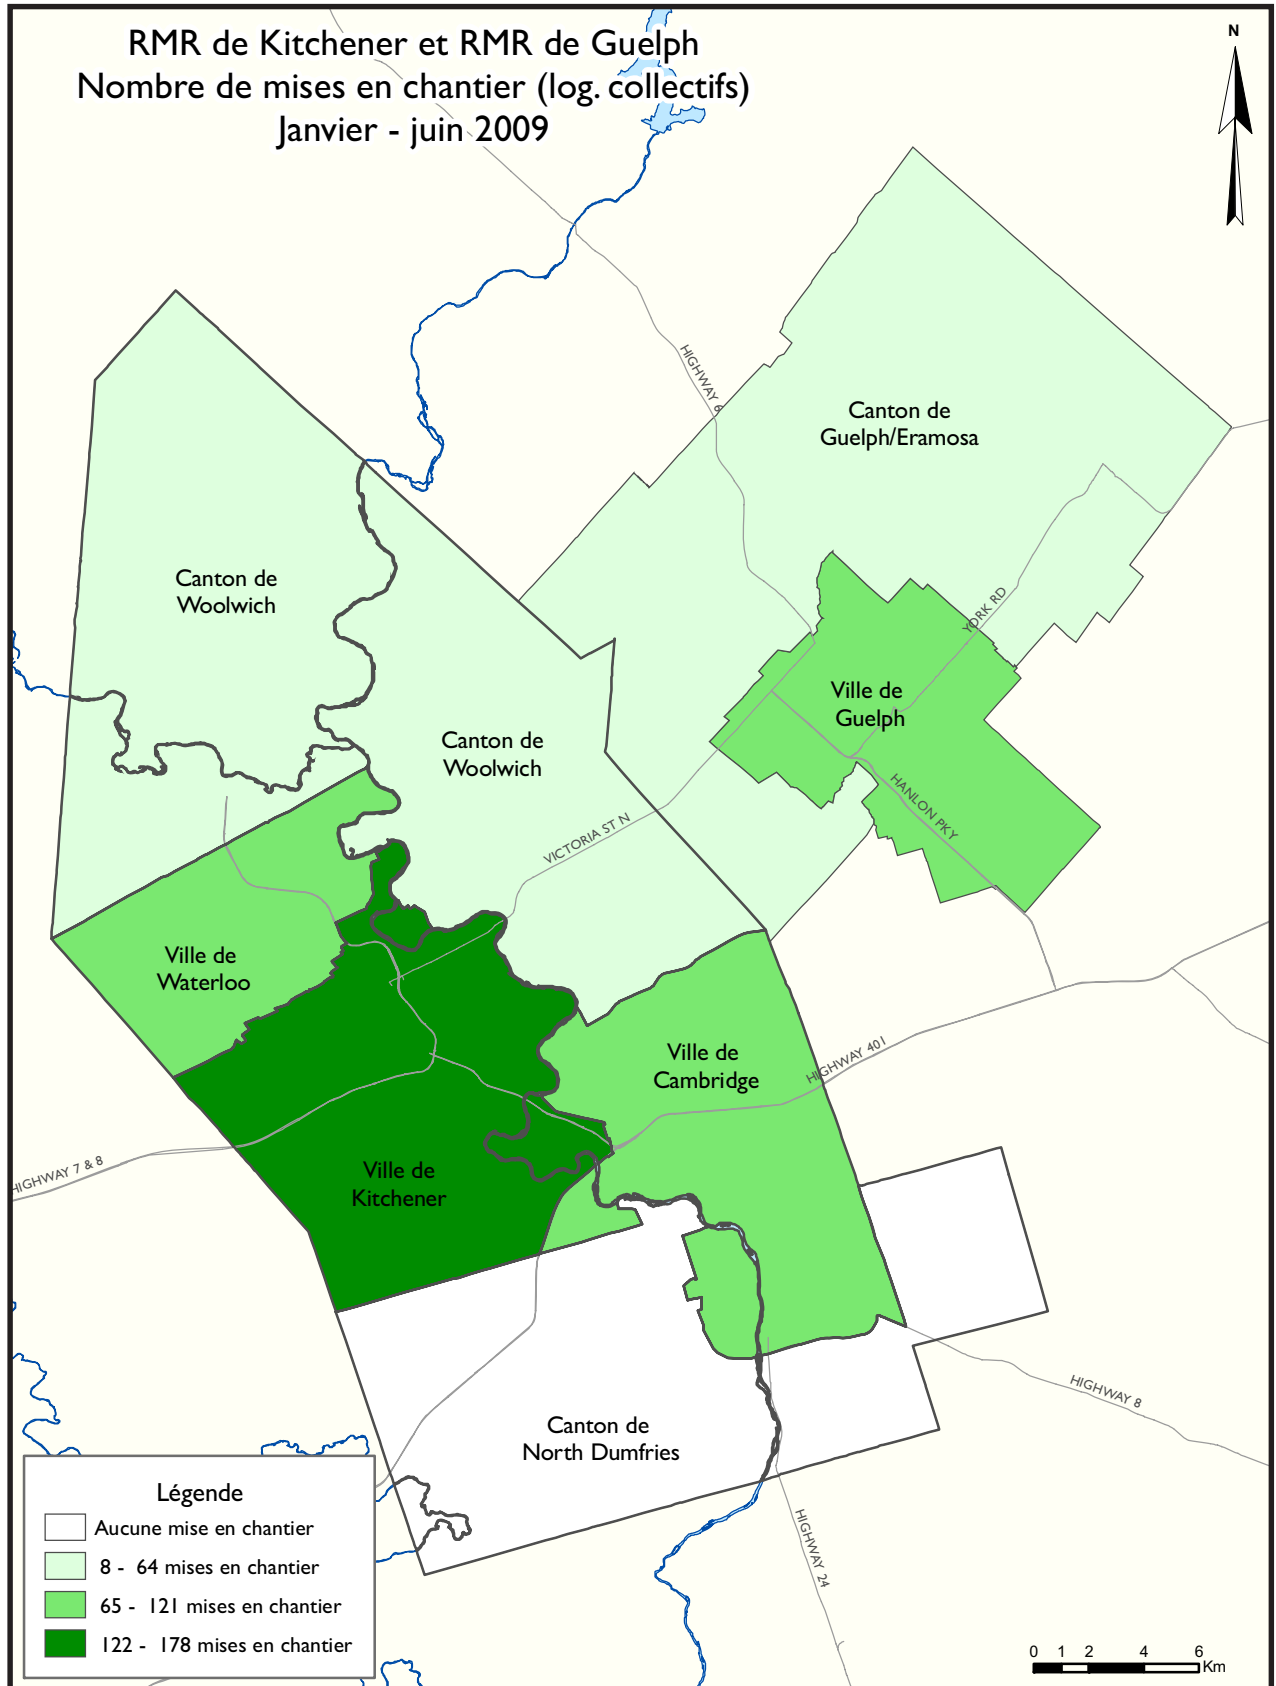 RMR de Kitchener et RMR de Guelph
Nombre de mises en chantier (log. collectifs)
Janvier - juin 2009
N
HIGHWAY 6
Canton de
Guelph/Eramosa
Canton de
Woolwich
YORK RD
Ville de
Guelph
Canton de
Woolwich
HANLON PKY
VICTORIA ST N
Ville de
Waterloo
Ville de
Cambridge
HIGHWAY 401
HIGHWAY 7 & 8
Ville de
Kitchener
HIGHWAY 8
Canton de
North Dumfries
HIGHWAY 24
Légende
Aucune mise en chantier
8 - 64 mises en chantier
65 - 121 mises en chantier
122 - 178 mises en chantier
0 1 2 4 6
Km